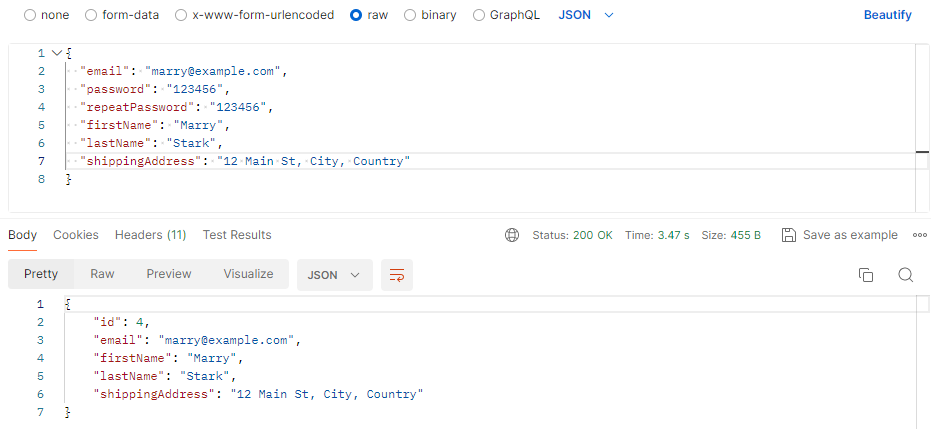 none form-data x-www-form-urlencoded raw binary GraphQL JSON Beautify
1 {
2 "email": "marry@example.com",
3 "password": "123456",
4 "repeatPassword": "123456",
5 "firstName": "Marry",
6 "lastName": "Stark",
7 "shippingAddress": "12 Main St, City, Country"
8 }
Body Cookies Headers (11) Test Results Status: 200 OK Time: 3.47 s Size: 455 B Save as example
Pretty Raw Preview Visualize JSON
1 {
2 "id": 4,
3 "email": "marry@example.com",
4 "firstName": "Marry",
5 "lastName": "Stark",
6 "shippingAddress": "12 Main St, City, Country"
7 }